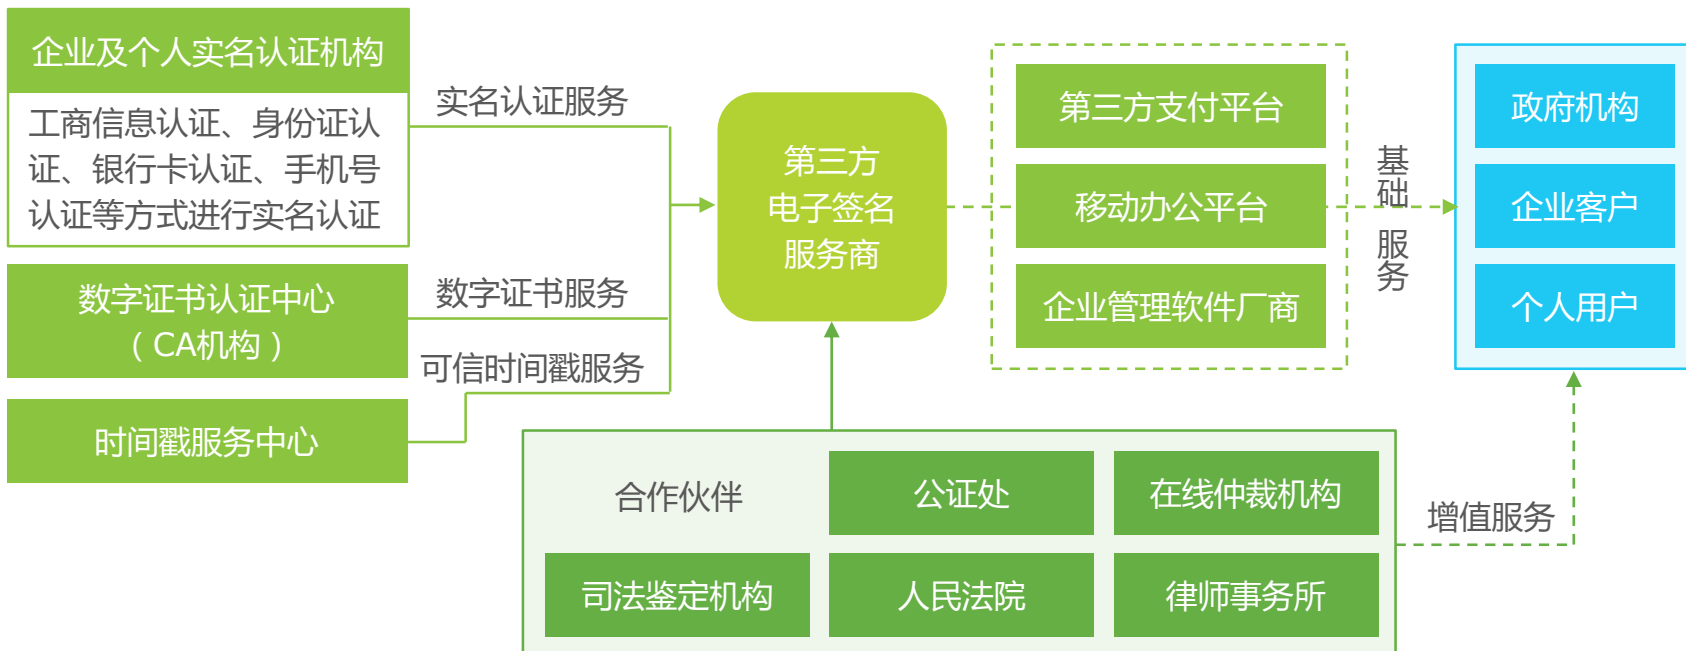 企业及个人实名认证机构
工商信息认证、身份证认
证、银行卡认证、手机号
认证等方式进行实名认证
实名认证服务
数字证书认证中心
（CA机构）
数字证书服务
可信时间戳服务
时间戳服务中心
第三方
电子签名
服务商
第三方支付平台
移动办公平台
企业管理软件厂商
基础服务
政府机构
企业客户
个人用户
合作伙伴
公证处
在线仲裁机构
司法鉴定机构
人民法院
律师事务所
增值服务